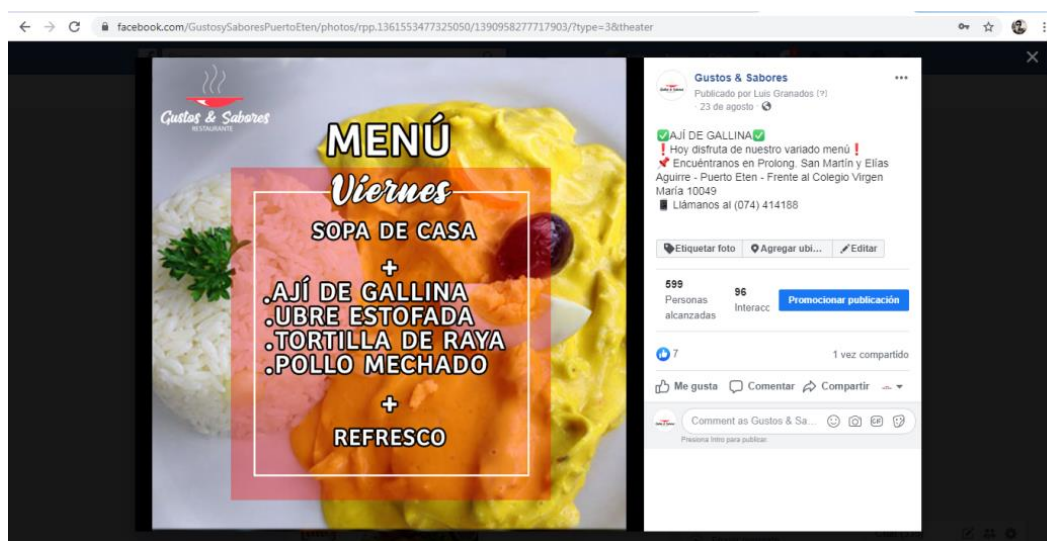 facebook.com/GustosySaboresPuertoEten/photos/rpp.1361553477325050/1390958277717903/?type=3&theater
Gustos & Sabores
RESTAURANTE
MENÚ
Viernes
SOPA DE CASA
+
.AJÍ DE GALLINA
.UBRE ESTOFADA
.TORTILLA DE RAYA
.POLLO MECHADO
+
REFRESCO
Gustos & Sabores
Publicado por Luis Granados [?]
· 23 de agosto ·
✅AJÍ DE GALLINA✅
❗ Hoy disfruta de nuestro variado menú ❗
📌 Encuéntranos en Prolong. San Martín y Elías
Aguirre - Puerto Eten - Frente al Colegio Virgen
María 10049
📱 Llámanos al (074) 414188
Etiquetar foto
Agregar ubi...
Editar
599
Personas
alcanzadas
96
Interacc
Promocionar publicación
7
1 vez compartido
Me gusta
Comentar
Compartir
Comment as Gustos & Sa...
GIF
Presiona Intro para publicar.